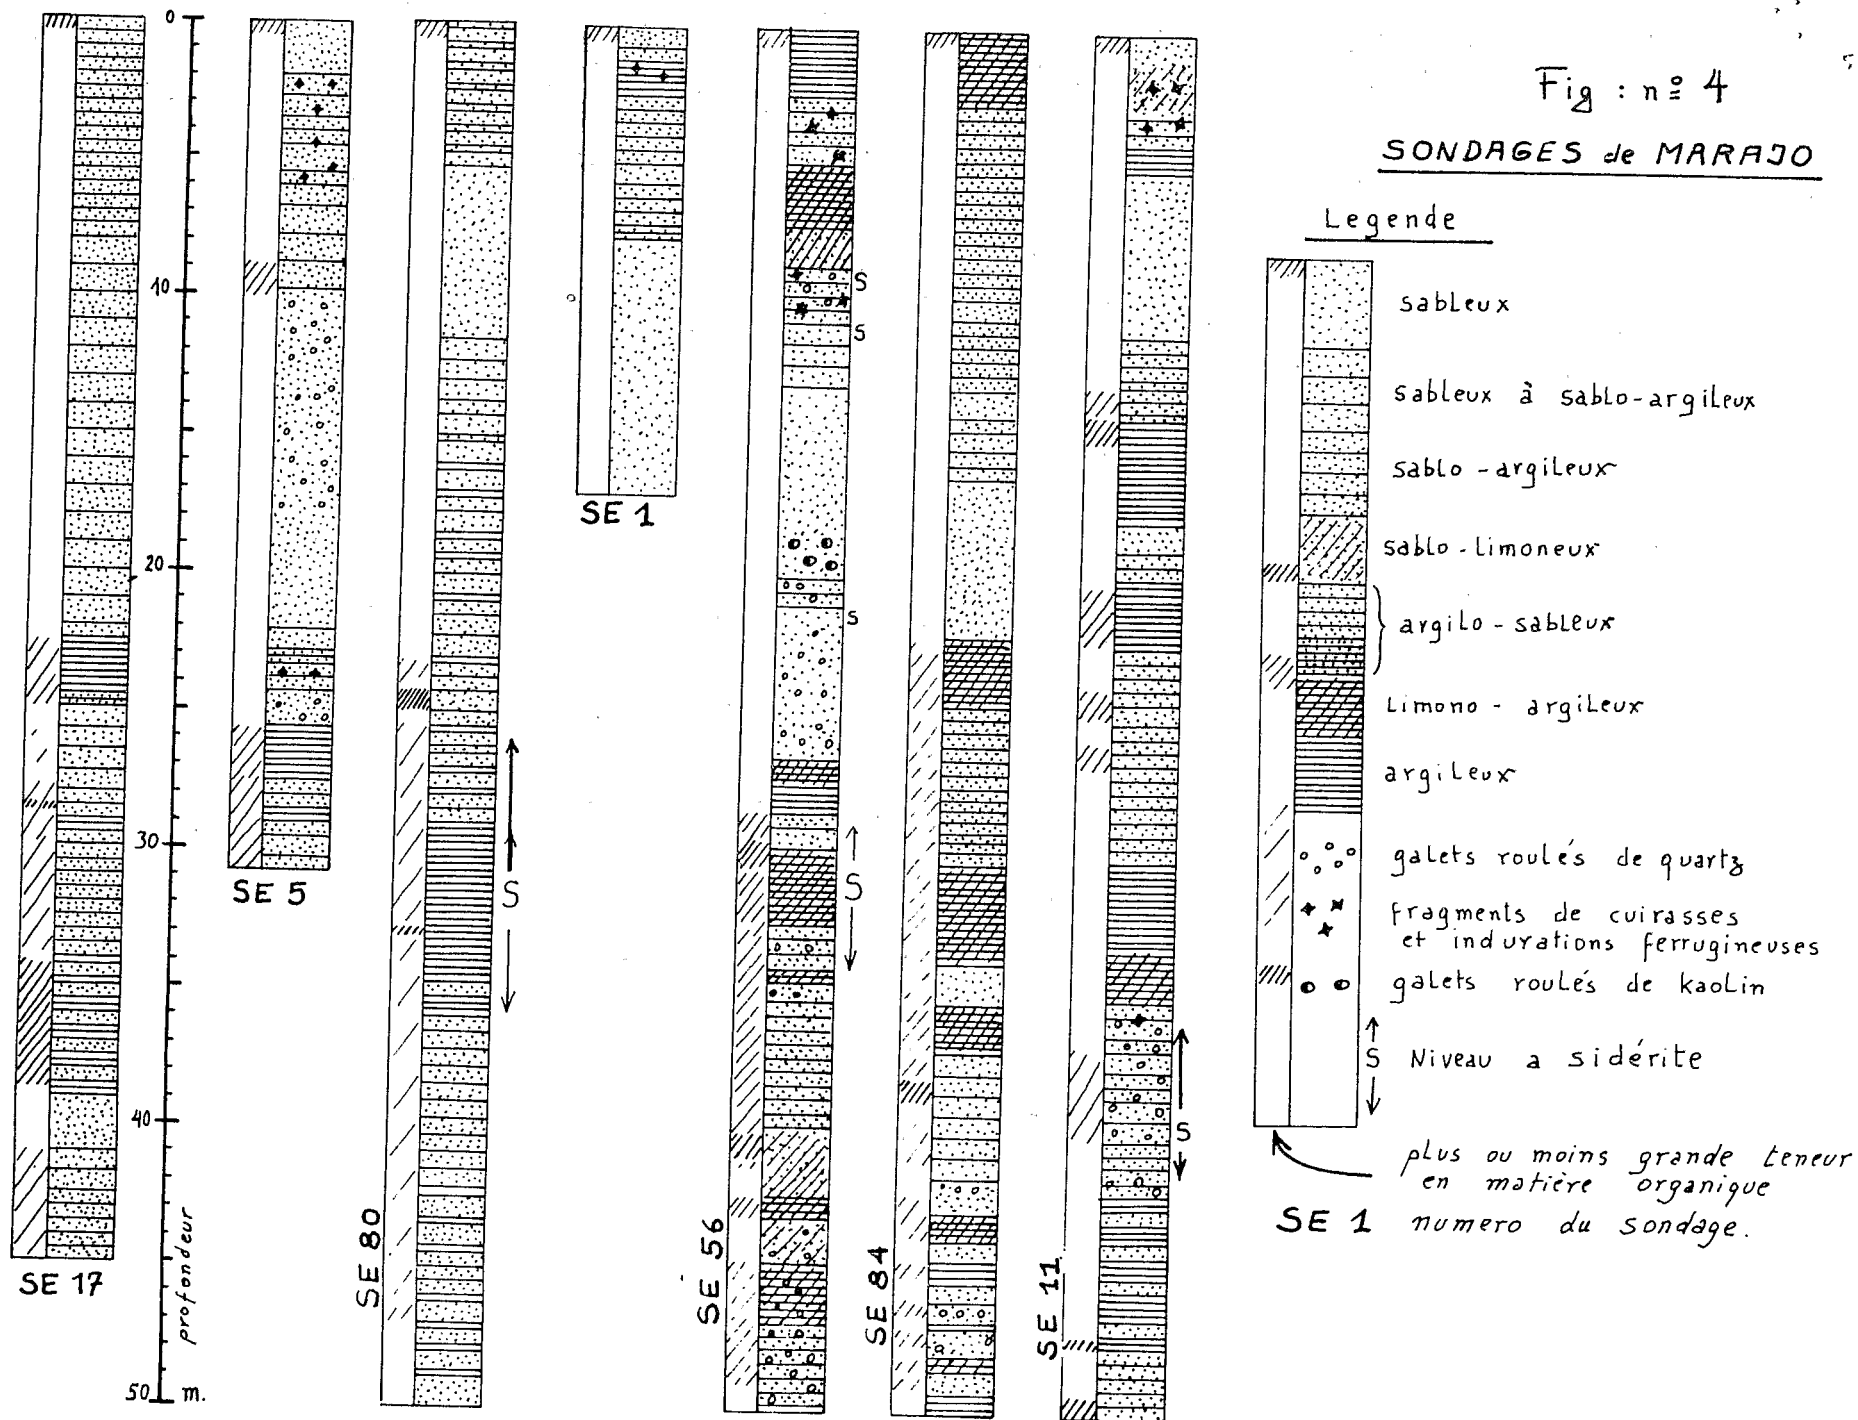 Fig : nº 4
SONDAGES de MARAJO
Legende
sableux
sableux à sablo-argileux
sablo - argileux
sablo - limoneux
argilo - sableux
Limono - argileux
argileux
galets roulés de quartz
fragments de cuirasses
et indurations ferrugineuses
galets roulés de kaolin
S Niveau a sidérite
plus ou moins grande teneur
en matière organique
SE 1 numero du sondage.
0
10
20
30
40
50 m.
profondeur
SE 17
SE 5
SE 80
S
SE 1
SE 56
S
S
S
S
SE 84
SE 11
S